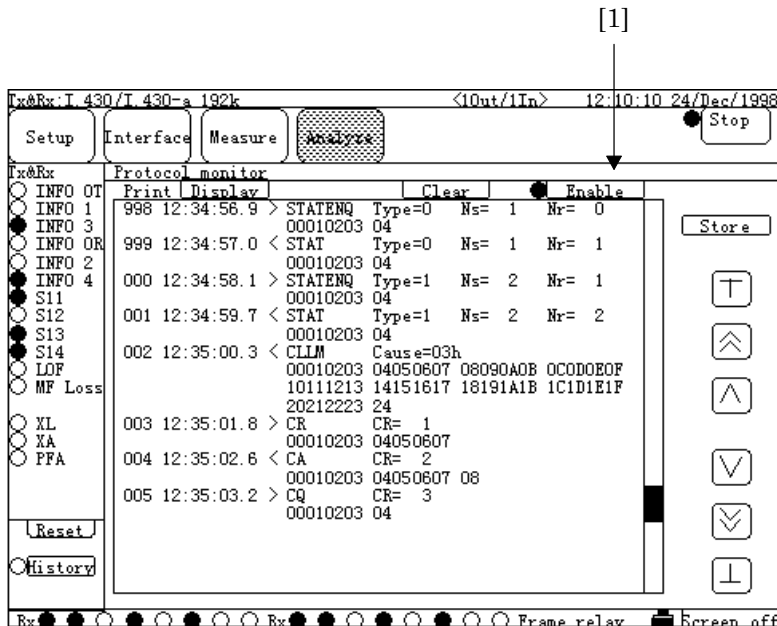 [1]
Tx&Rx:I.430/I.430-a 192k <1Out/1In> 12:10:10 24/Dec/1998
Setup Interface Measure Analyze Stop
Tx&Rx Protocol monitor
Print Display Clear Enable
INFO OT
INFO 1
INFO 3
INFO OR
INFO 2
INFO 4
S11
S12
S13
S14
LOF
MF Loss
XL
XA
PFA
Reset
History
998 12:34:56.9 > STATENQ Type=0 Ns= 1 Nr= 0
00010203 04
999 12:34:57.0 < STAT Type=0 Ns= 1 Nr= 1
00010203 04
000 12:34:58.1 > STATENQ Type=1 Ns= 2 Nr= 1
00010203 04
001 12:34:59.7 < STAT Type=1 Ns= 2 Nr= 2
00010203 04
002 12:35:00.3 < CLLM Cause=03h
00010203 04050607 08090A0B 0C0D0E0F
10111213 14151617 18191A1B 1C1D1E1F
20212223 24
003 12:35:01.8 > CR CR= 1
00010203 04050607
004 12:35:02.6 < CA CR= 2
00010203 04050607 08
005 12:35:03.2 > CQ CR= 3
00010203 04
Store
Rx Rx Frame relay Screen off